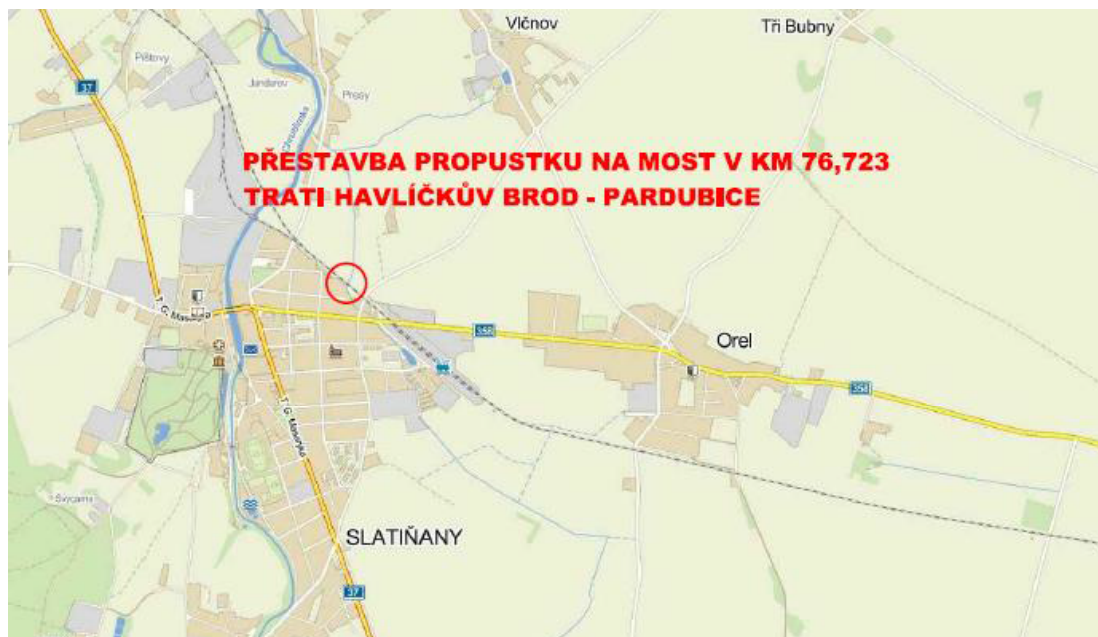 Vlčnov
Tři Bubny
Pištovy
37
Jandarov
Presy
Chrudimka
PŘESTAVBA PROPUSTKU NA MOST V KM 76,723
TRATI HAVLÍČKŮV BROD - PARDUBICE
T. G. Masaryka
358
Orel
358
T. G. Masaryka
Švýcárna
SLATIŇANY
37